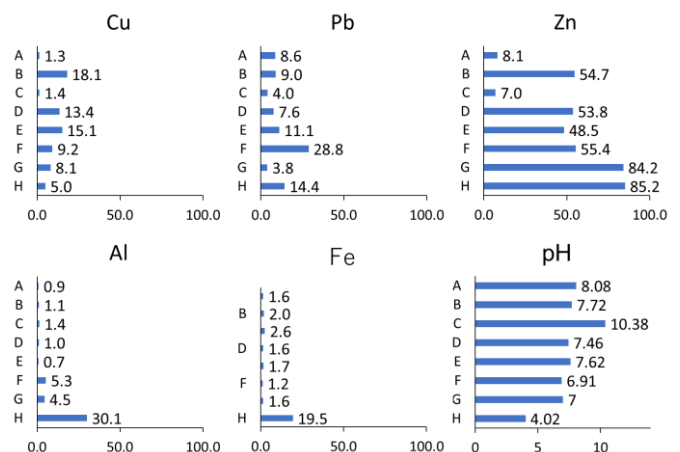 Cu
A 1.3
B 18.1
C 1.4
D 13.4
E 15.1
F 9.2
G 8.1
H 5.0
0.0 50.0 100.0
Pb
A 8.6
B 9.0
C 4.0
D 7.6
E 11.1
F 28.8
G 3.8
H 14.4
0.0 50.0 100.0
Zn
A 8.1
B 54.7
C 7.0
D 53.8
E 48.5
F 55.4
G 84.2
H 85.2
0.0 50.0 100.0
Al
A 0.9
B 1.1
C 1.4
D 1.0
E 0.7
F 5.3
G 4.5
H 30.1
0.0 50.0 100.0
Fe
1.6
B 2.0
2.6
D 1.6
1.7
F 1.2
1.6
H 19.5
0.0 50.0 100.0
pH
A 8.08
B 7.72
C 10.38
D 7.46
E 7.62
F 6.91
G 7
H 4.02
0 5 10